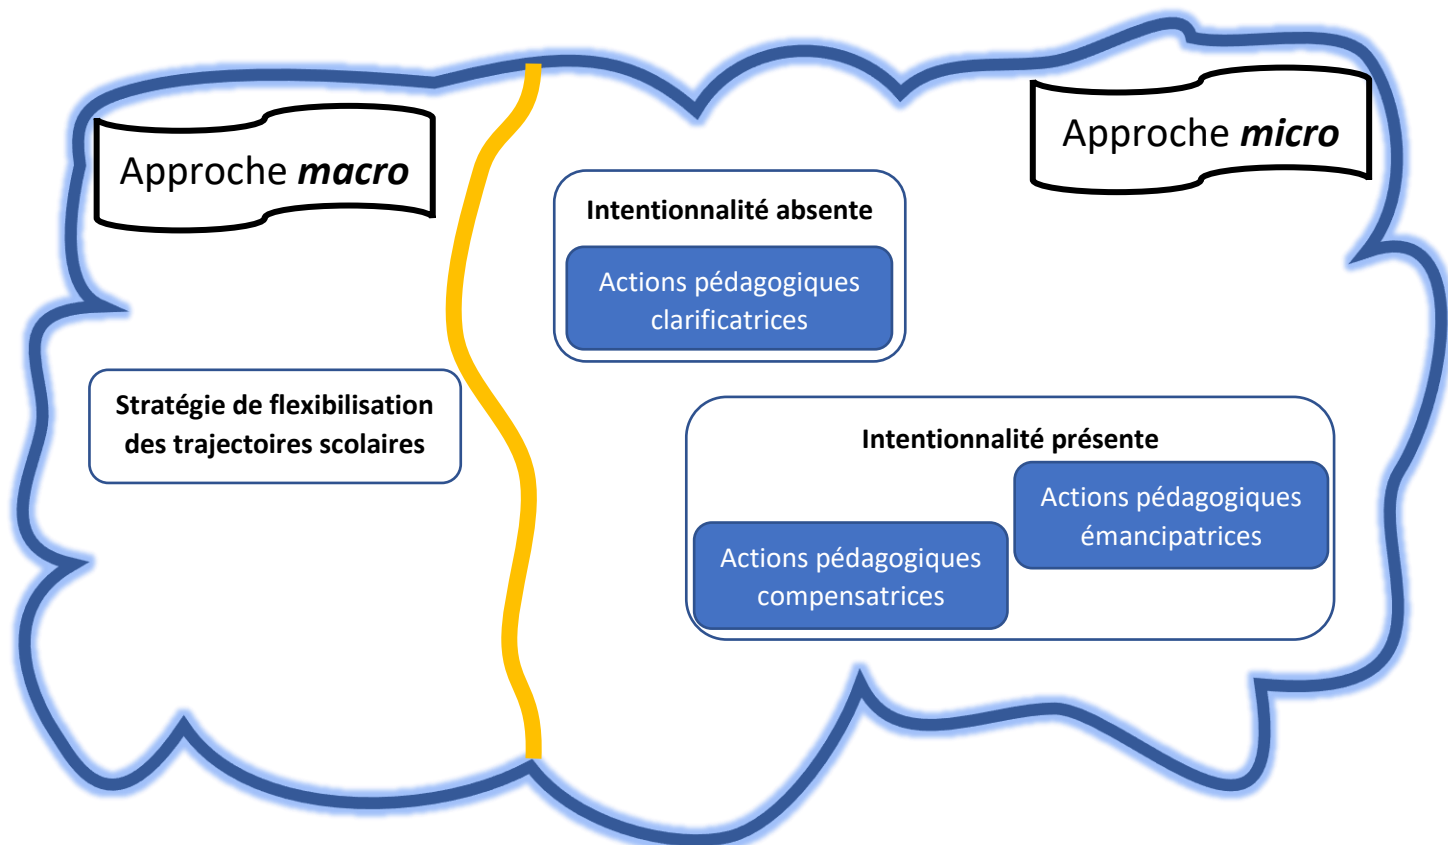 Approche macro
Stratégie de flexibilisation
des trajectoires scolaires
Approche micro
Intentionnalité absente
Actions pédagogiques
clarificatrices
Intentionnalité présente
Actions pédagogiques
émancipatrices
Actions pédagogiques
compensatrices